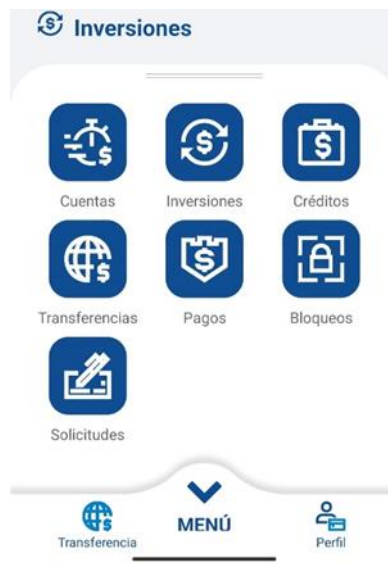 Inversiones
Cuentas Inversiones Créditos
Transferencias Pagos Bloqueos
Solicitudes
Transferencia MENÚ Perfil